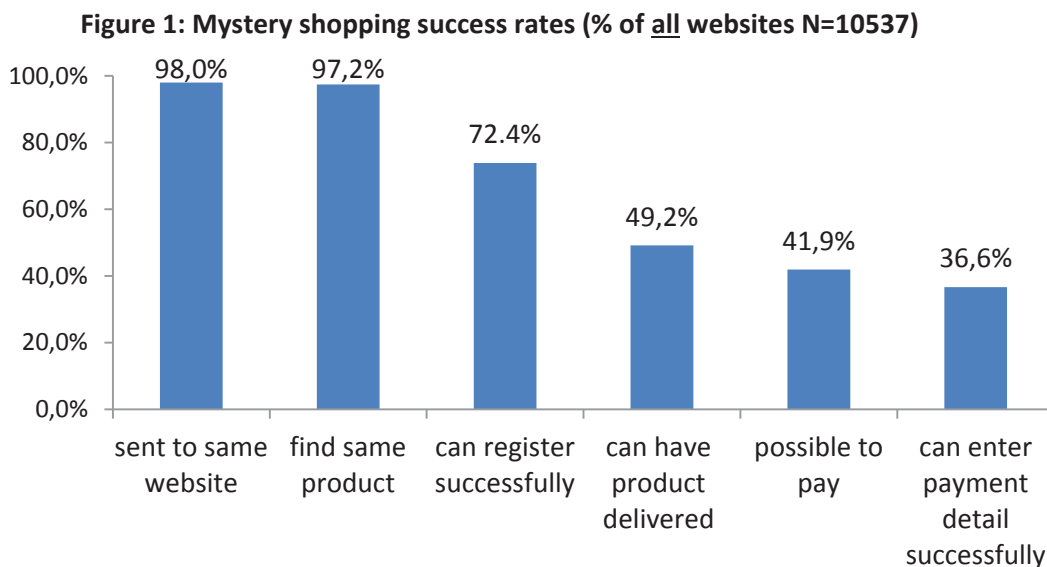 Figure 1: Mystery shopping success rates (% of all websites N=10537)
100,0%
80,0%
60,0%
40,0%
20,0%
0,0%
98,0%
97,2%
72.4%
49,2%
41,9%
36,6%
sent to same
website
find same
product
can register
successfully
can have
product
delivered
possible to
pay
can enter
payment
detail
successfully